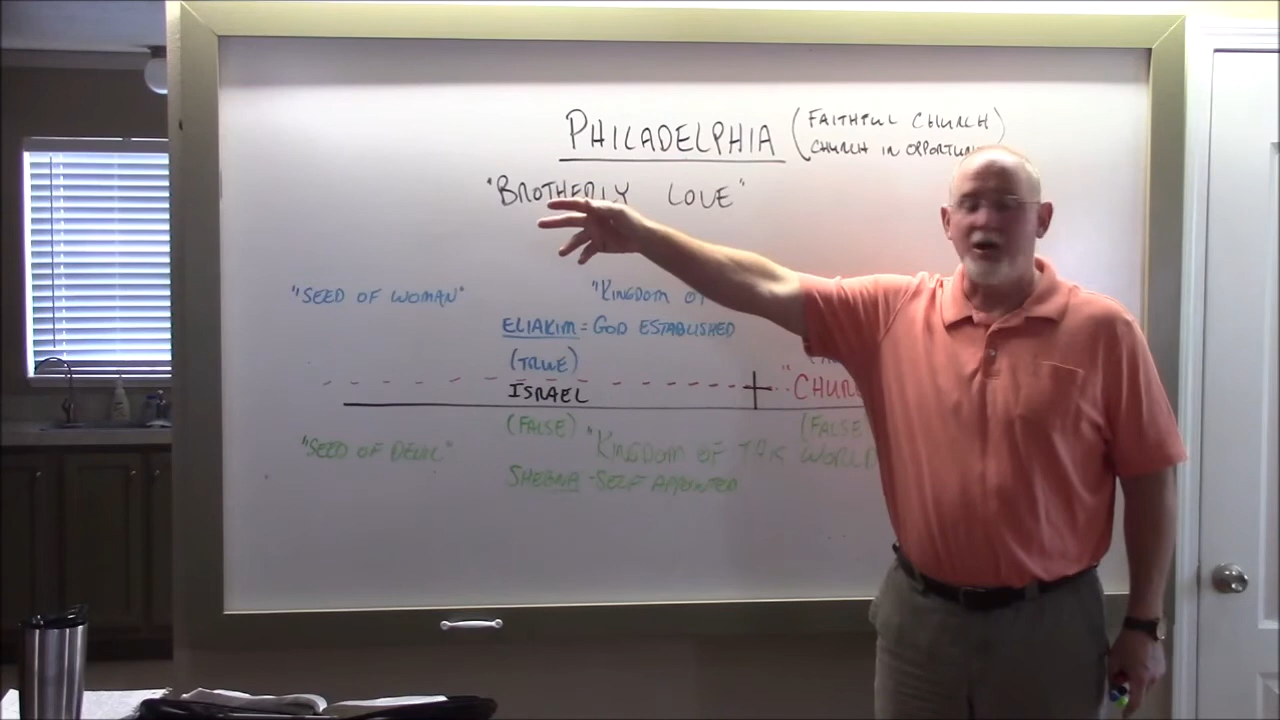 PHILADELPHIA (FAITHFUL CHURCH)
(CHURCH IN OPPORTUN
"BROTHERLY LOVE"
"SEED OF WOMAN" "KINGDOM OF
ELIAKIM = GOD ESTABLISHED
(TRUE)
ISRAEL "CHURC
(FALSE) (FALSE
"SEED OF DEVIL" "KINGDOM OF THIS WORLD
SHEBNA - SELF APPOINTED